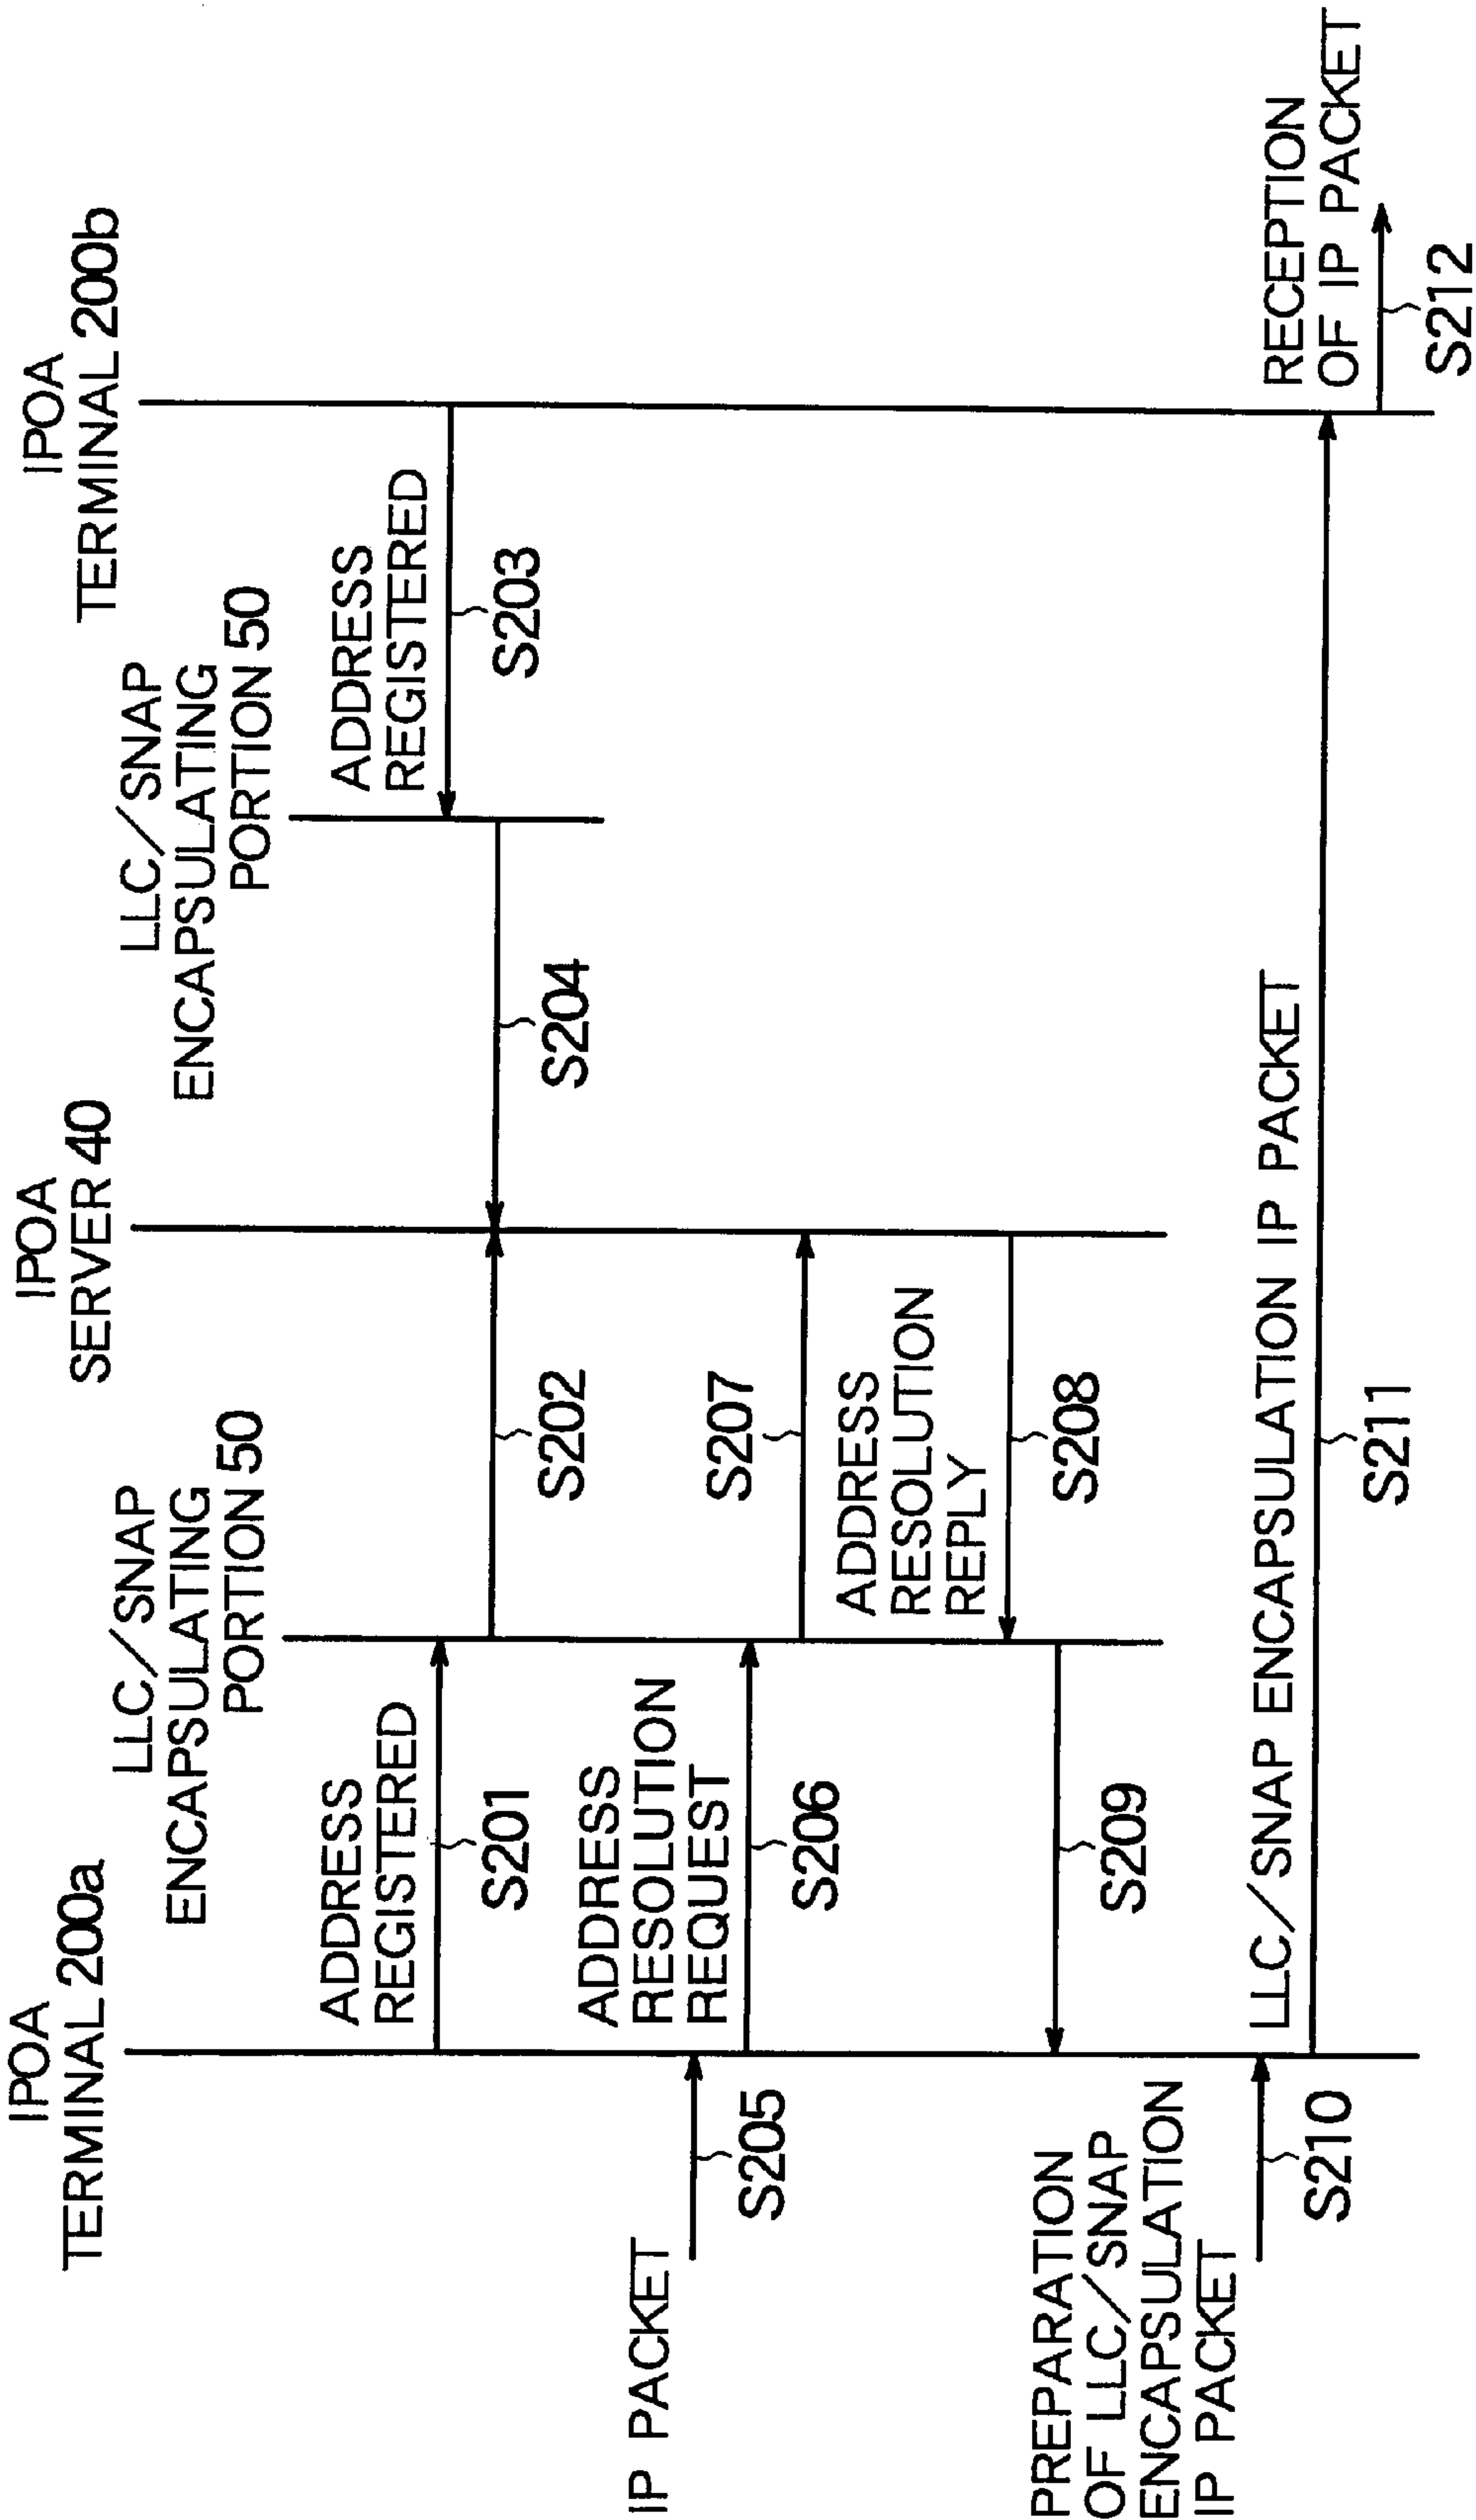 IPOA
TERMINAL 200a
LLC/SNAP
ENCAPSULATING
PORTION 50
IPOA
SERVER 40
LLC/SNAP
ENCAPSULATING
PORTION 50
IPOA
TERMINAL 200b
ADDRESS
REGISTERED
S201
S202
ADDRESS
REGISTERED
S203
S204
IP PACKET
S205
ADDRESS
RESOLUTION
REQUEST
S206
S207
ADDRESS
RESOLUTION
REPLY
S208
S209
PREPARATION
OF LLC/SNAP
ENCAPSULATION
IP PACKET
S210
LLC/SNAP ENCAPSULATION IP PACKET
S211
RECEPTION
OF IP PACKET
S212